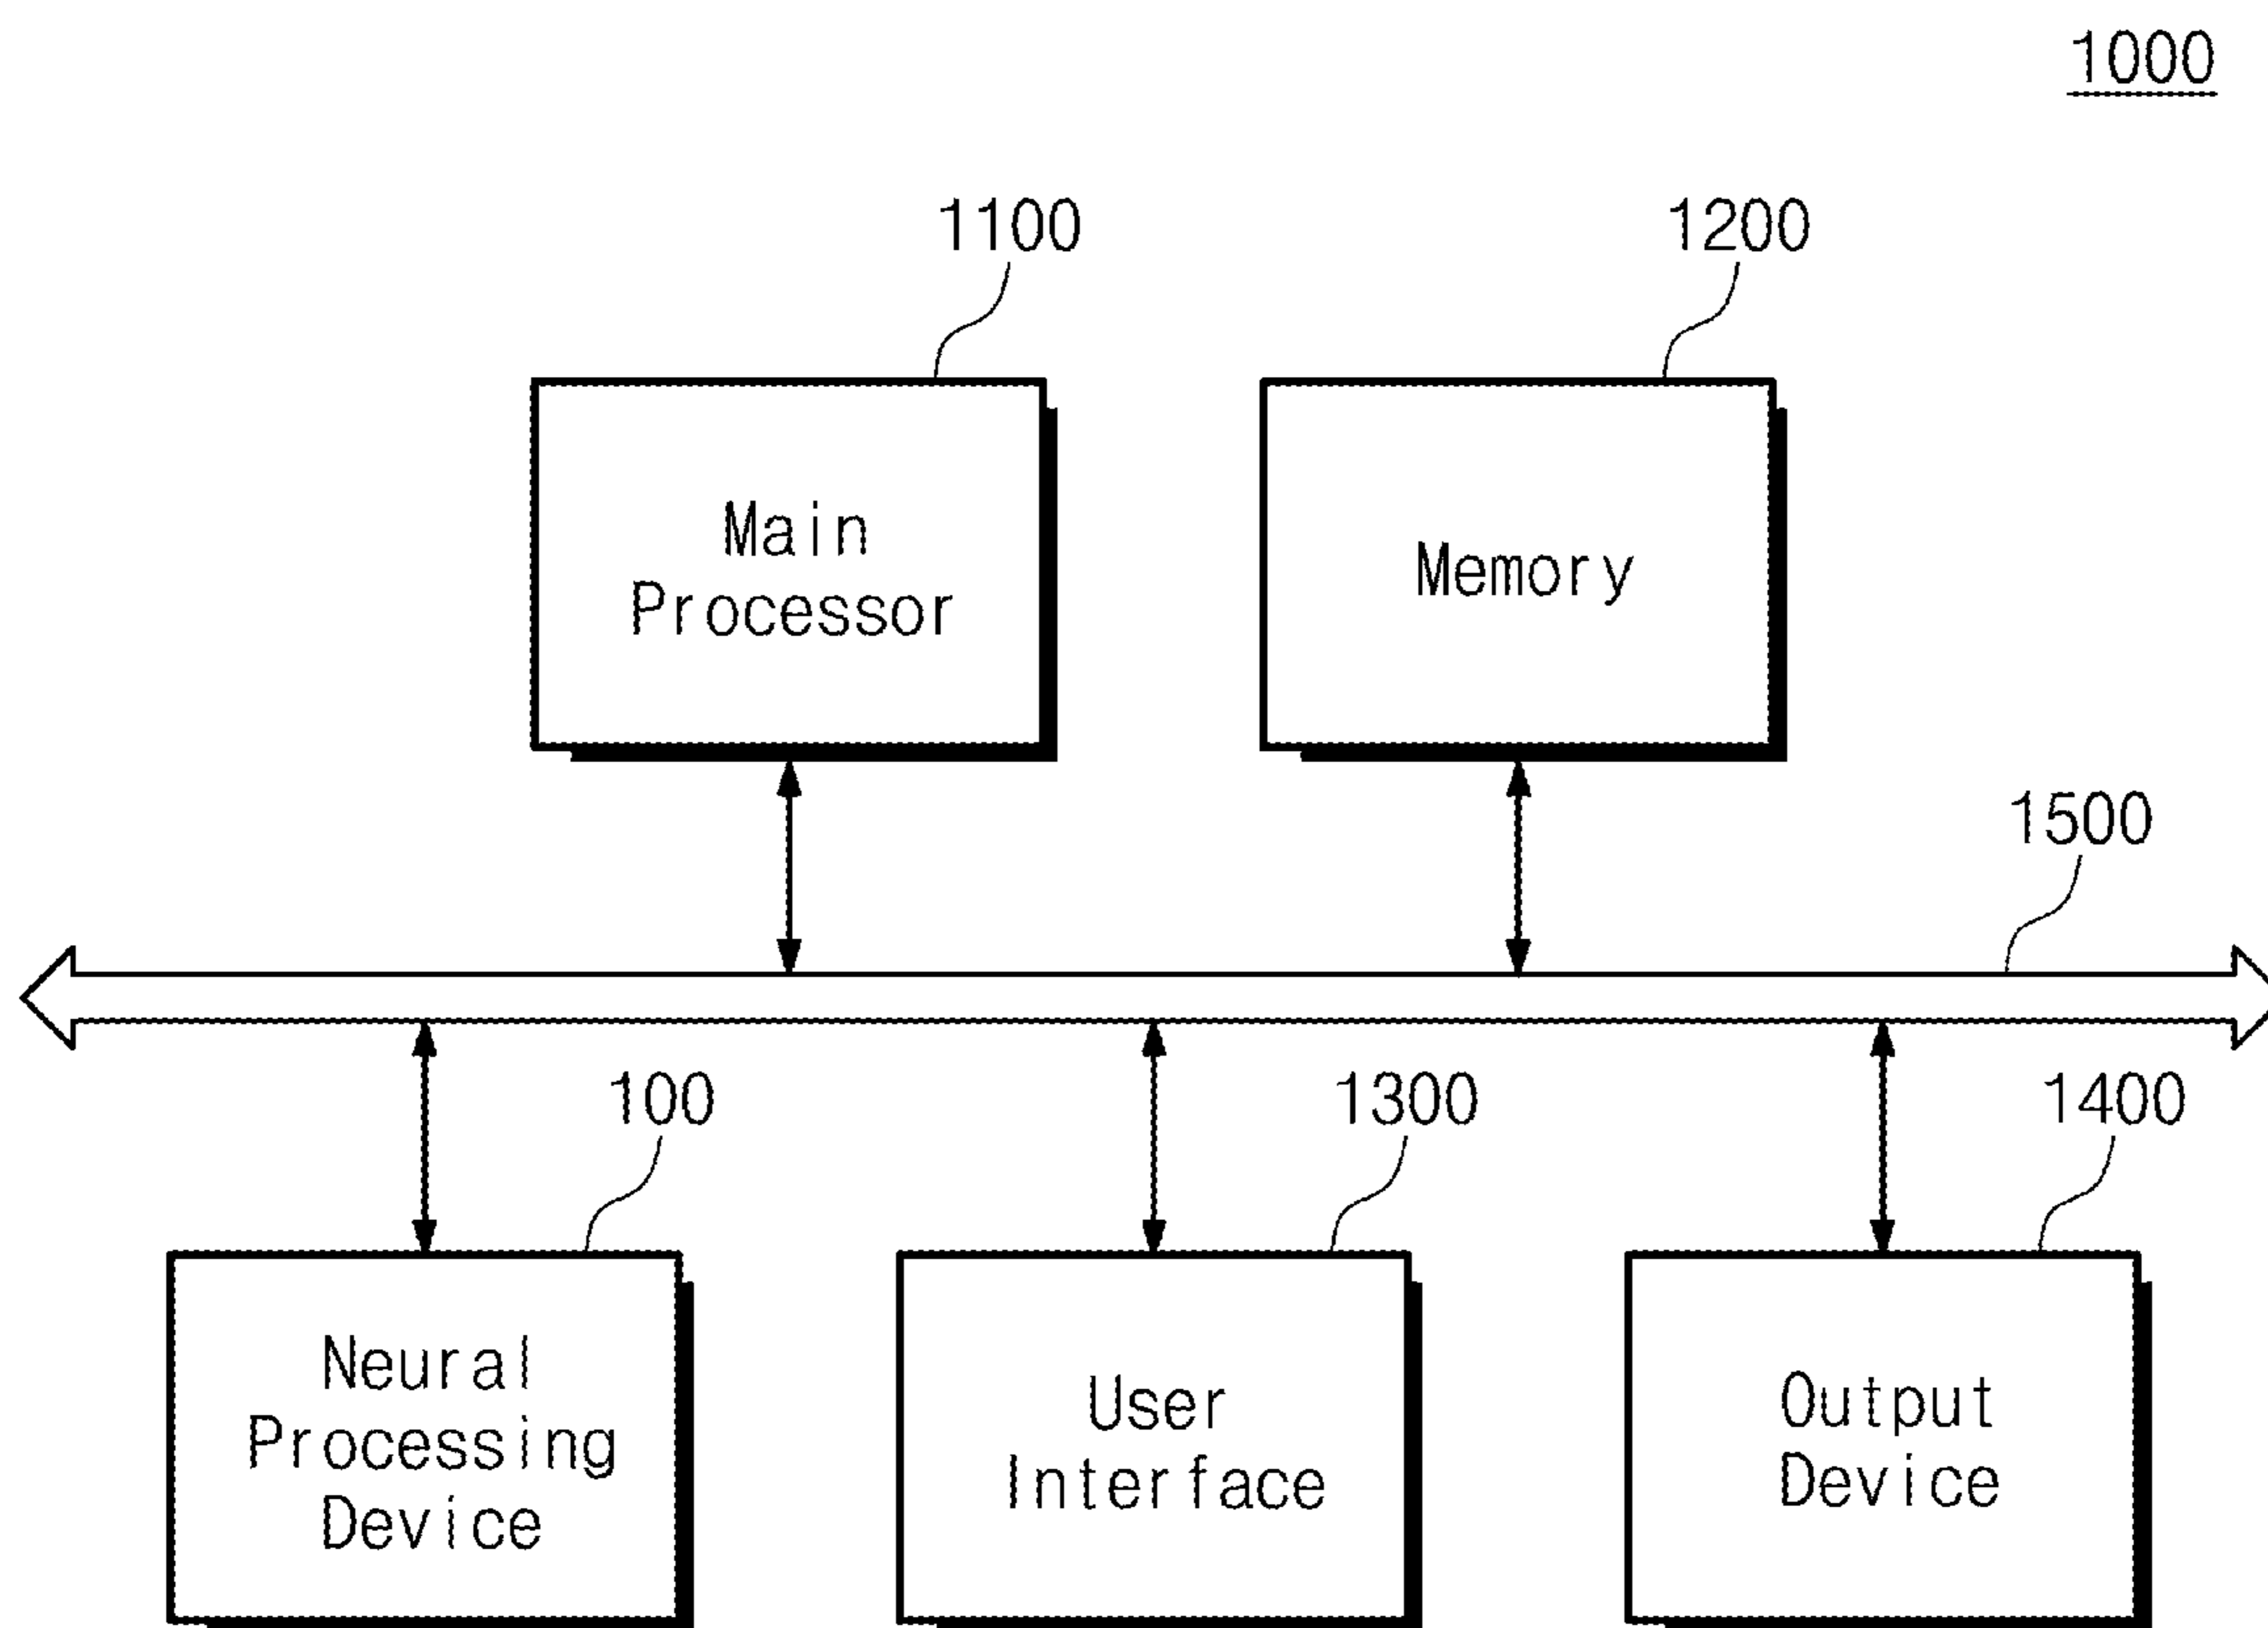 1000
1100
1200
Main
Processor
Memory
1500
100
1300
1400
Neural
Processing
Device
User
Interface
Output
Device